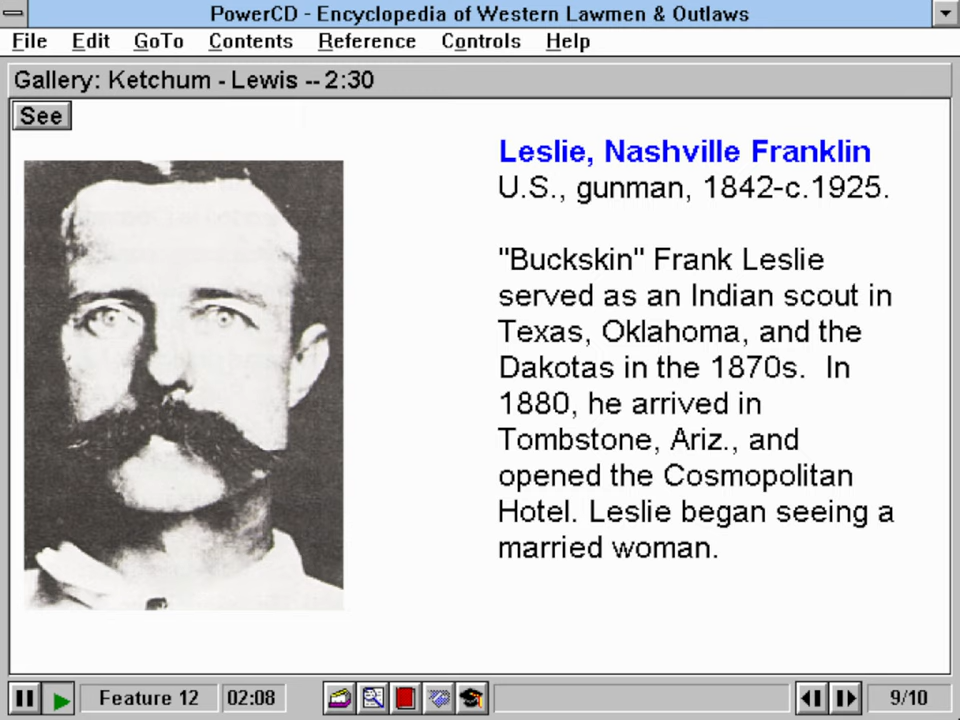 PowerCD - Encyclopedia of Western Lawmen & Outlaws
File Edit GoTo Contents Reference Controls Help
Gallery: Ketchum - Lewis -- 2:30
See
Leslie, Nashville Franklin
U.S., gunman, 1842-c.1925.
"Buckskin" Frank Leslie
served as an Indian scout in
Texas, Oklahoma, and the
Dakotas in the 1870s.  In
1880, he arrived in
Tombstone, Ariz., and
opened the Cosmopolitan
Hotel. Leslie began seeing a
married woman.
Feature 12 02:08 9/10